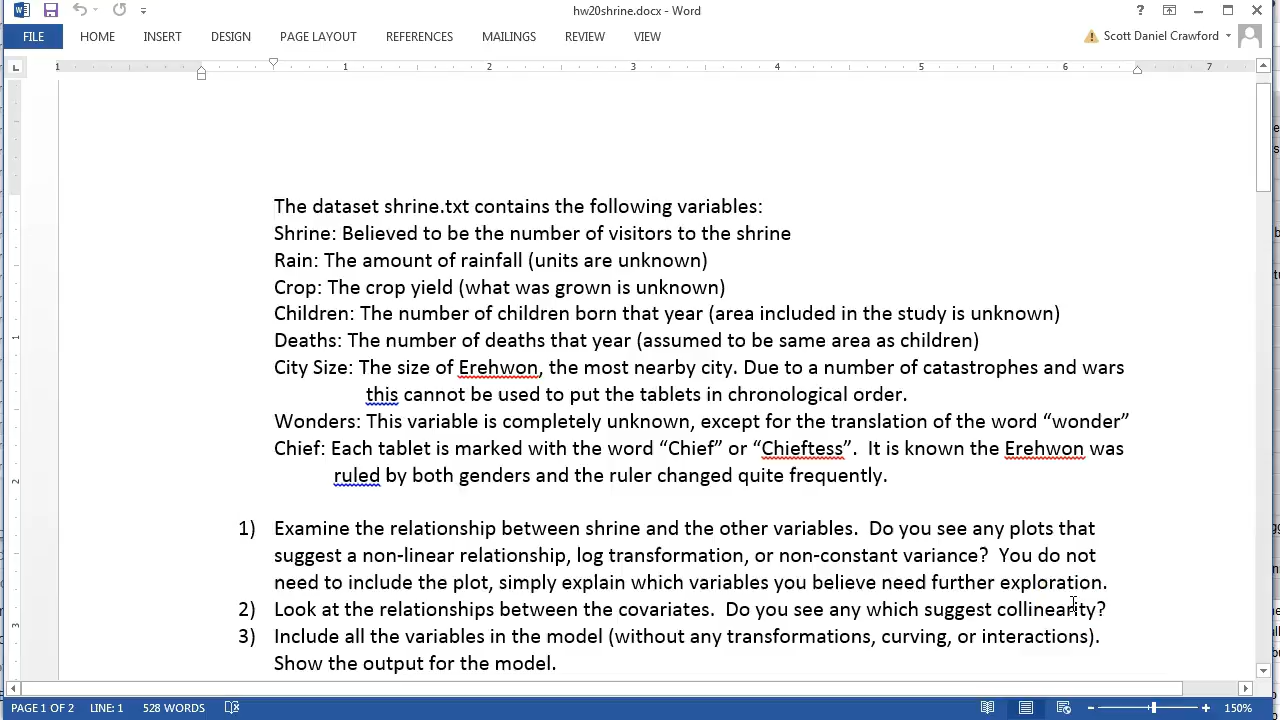 hw20shrine.docx - Word
FILE HOME INSERT DESIGN PAGE LAYOUT REFERENCES MAILINGS REVIEW VIEW Scott Daniel Crawford
1 1 2 3 4 5 6 7
The dataset shrine.txt contains the following variables:
Shrine: Believed to be the number of visitors to the shrine
Rain: The amount of rainfall (units are unknown)
Crop: The crop yield (what was grown is unknown)
Children: The number of children born that year (area included in the study is unknown)
Deaths: The number of deaths that year (assumed to be same area as children)
City Size: The size of Erehwon, the most nearby city. Due to a number of catastrophes and wars
this cannot be used to put the tablets in chronological order.
Wonders: This variable is completely unknown, except for the translation of the word “wonder”
Chief: Each tablet is marked with the word “Chief” or “Chieftess”. It is known the Erehwon was
ruled by both genders and the ruler changed quite frequently.
1) Examine the relationship between shrine and the other variables. Do you see any plots that
suggest a non-linear relationship, log transformation, or non-constant variance? You do not
need to include the plot, simply explain which variables you believe need further exploration.
2) Look at the relationships between the covariates. Do you see any which suggest collinearity?
3) Include all the variables in the model (without any transformations, curving, or interactions).
Show the output for the model.
PAGE 1 OF 2 LINE: 1 528 WORDS 150%